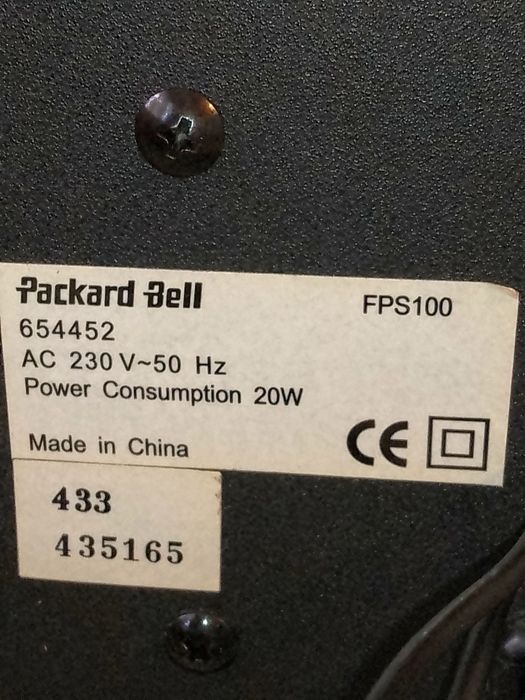 Packard Bell FPS100
654452
AC 230 V~50 Hz
Power Consumption 20W
Made in China CE
433
435165